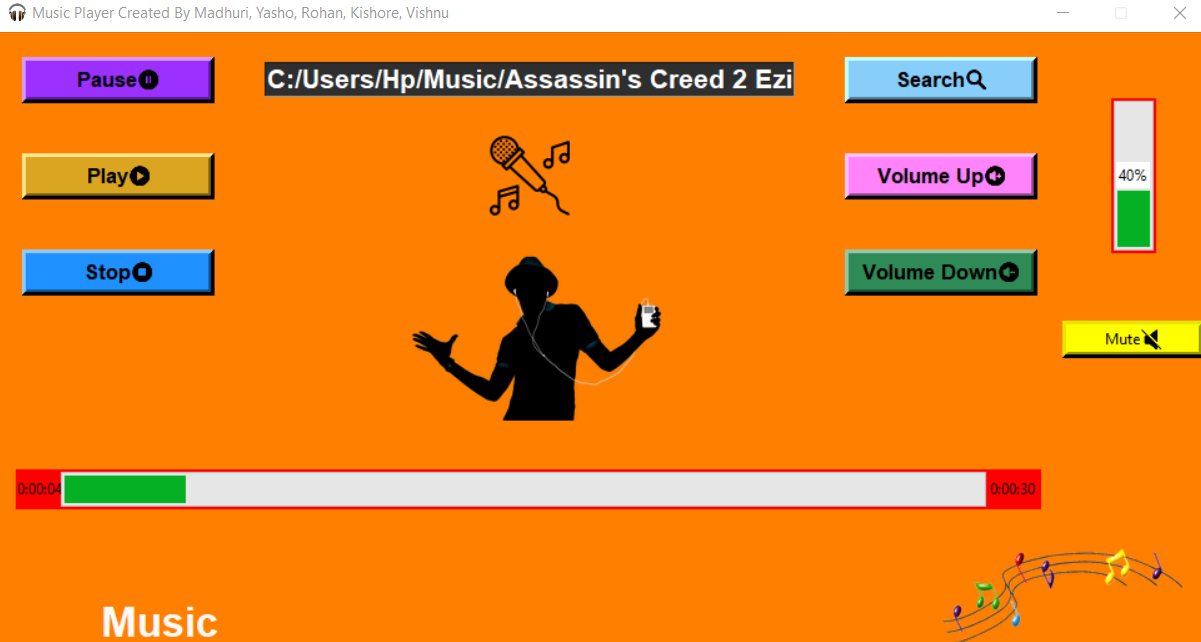 Music Player Created By Madhuri, Yasho, Rohan, Kishore, Vishnu
Pause
C:/Users/Hp/Music/Assassin's Creed 2 Ezi
Search
Play
Volume Up
40%
Stop
Volume Down
Mute
0:00:04
0:00:30
Music